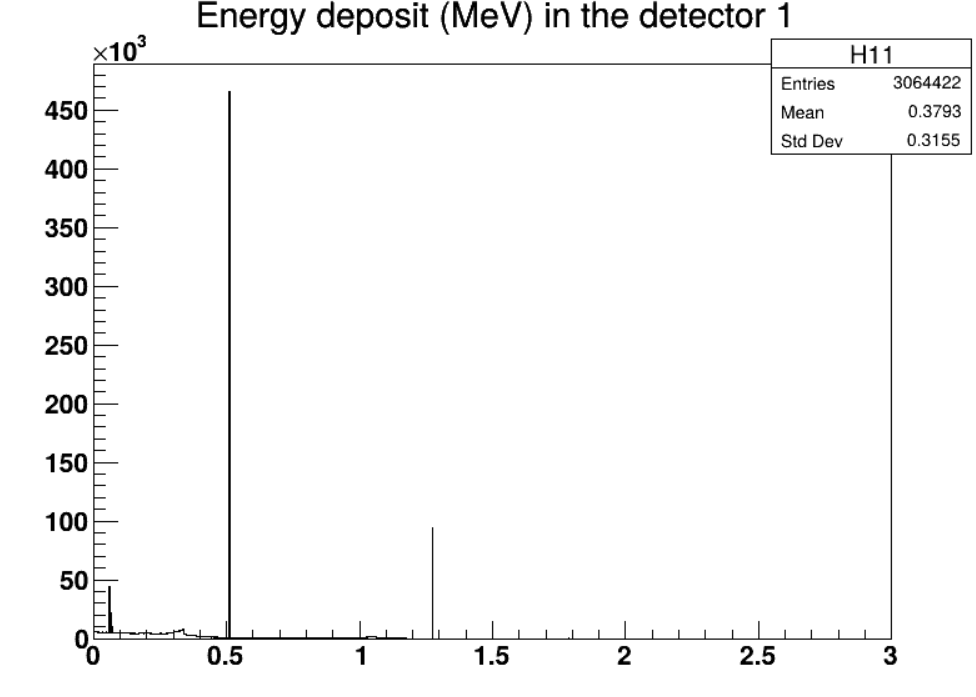 Energy deposit (MeV) in the detector 1
×10³
H11
Entries 3064422
Mean 0.3793
Std Dev 0.3155
450
400
350
300
250
200
150
100
50
0
0 0.5 1 1.5 2 2.5 3